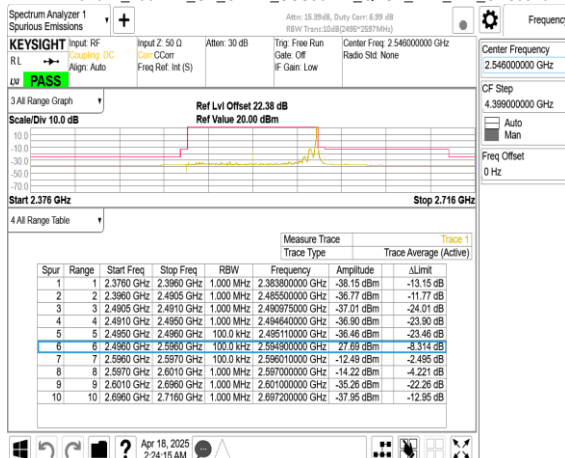 Spectrum Analyzer 1
Spurious Emissions
+
Attn: 15.39dB, Duty Corr: 6.99 dB
RBW Trans:10dB(2495~2597MHz)
Frequency
KEYSIGHT
RL
LXI
PASS
Input: RF
Coupling: DC
Align: Auto
Input Z: 50 Ω
Corr CCorr
Freq Ref: Int (S)
Atten: 30 dB
Trig: Free Run
Gate: Off
IF Gain: Low
Center Freq: 2.546000000 GHz
Radio Std: None
Center Frequency
2.546000000 GHz
CF Step
4.399000000 GHz
Auto
Man
Freq Offset
0 Hz
3 All Range Graph
Scale/Div 10.0 dB
Ref Lvl Offset 22.38 dB
Ref Value 20.00 dBm
10.0
-10.0
-30.0
-50.0
-70.0
Start 2.376 GHz
Stop 2.716 GHz
4 All Range Table
Measure Trace Trace 1
Trace Type Trace Average (Active)
Spur Range Start Freq Stop Freq RBW Frequency Amplitude ΔLimit
1 1 2.3760 GHz 2.3960 GHz 1.000 MHz 2.383800000 GHz -38.15 dBm -13.15 dB
2 2 2.3960 GHz 2.4905 GHz 1.000 MHz 2.485500000 GHz -36.77 dBm -11.77 dB
3 3 2.4905 GHz 2.4910 GHz 1.000 MHz 2.490975000 GHz -37.01 dBm -24.01 dB
4 4 2.4910 GHz 2.4950 GHz 1.000 MHz 2.494640000 GHz -36.90 dBm -23.90 dB
5 5 2.4950 GHz 2.4960 GHz 100.0 kHz 2.495110000 GHz -36.46 dBm -23.46 dB
6 6 2.4960 GHz 2.5960 GHz 100.0 kHz 2.594900000 GHz 27.69 dBm -8.314 dB
7 7 2.5960 GHz 2.5970 GHz 100.0 kHz 2.596010000 GHz -12.49 dBm -2.495 dB
8 8 2.5970 GHz 2.6010 GHz 1.000 MHz 2.597000000 GHz -14.22 dBm -4.221 dB
9 9 2.6010 GHz 2.6960 GHz 1.000 MHz 2.601000000 GHz -35.26 dBm -22.26 dB
10 10 2.6960 GHz 2.7160 GHz 1.000 MHz 2.697200000 GHz -37.95 dBm -12.95 dB
?
Apr 18, 2025
2:24:15 AM